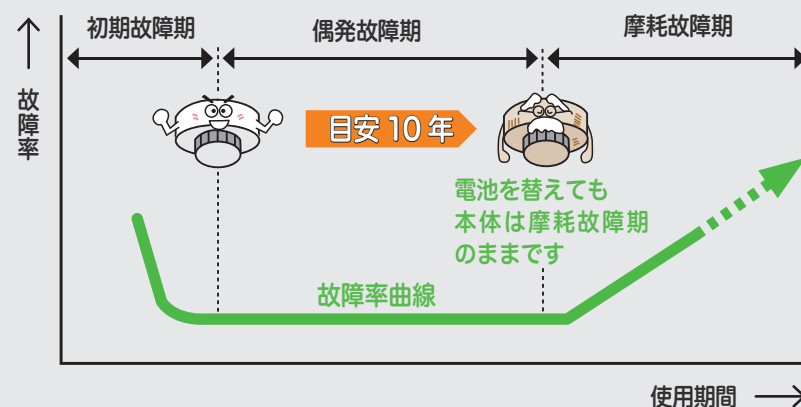 初期故障期
偶発故障期
摩耗故障期
故障率
目安10年
電池を替えても
本体は摩耗故障期
のままです
故障率曲線
使用期間